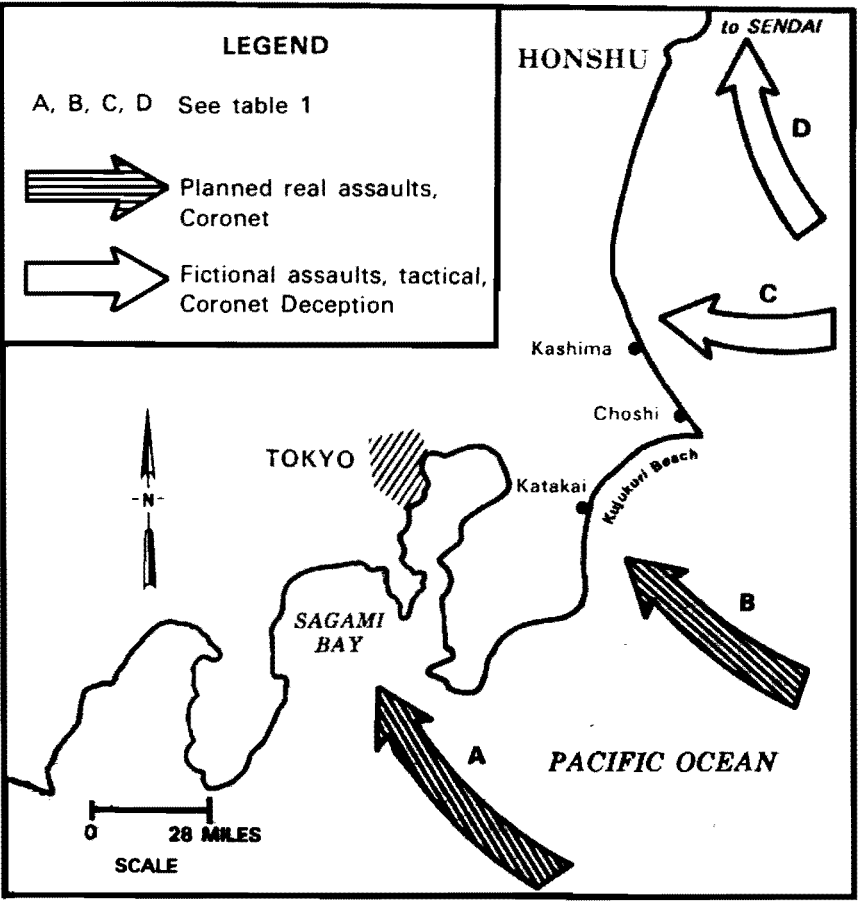 LEGEND
A, B, C, D See table 1
Planned real assaults,
Coronet
Fictional assaults, tactical,
Coronet Deception
to SENDAI
HONSHU
D
C
Kashima
Choshi
TOKYO
Kujukuri Beach
Katakai
-N-
B
SAGAMI
BAY
A
PACIFIC OCEAN
0 28 MILES
SCALE